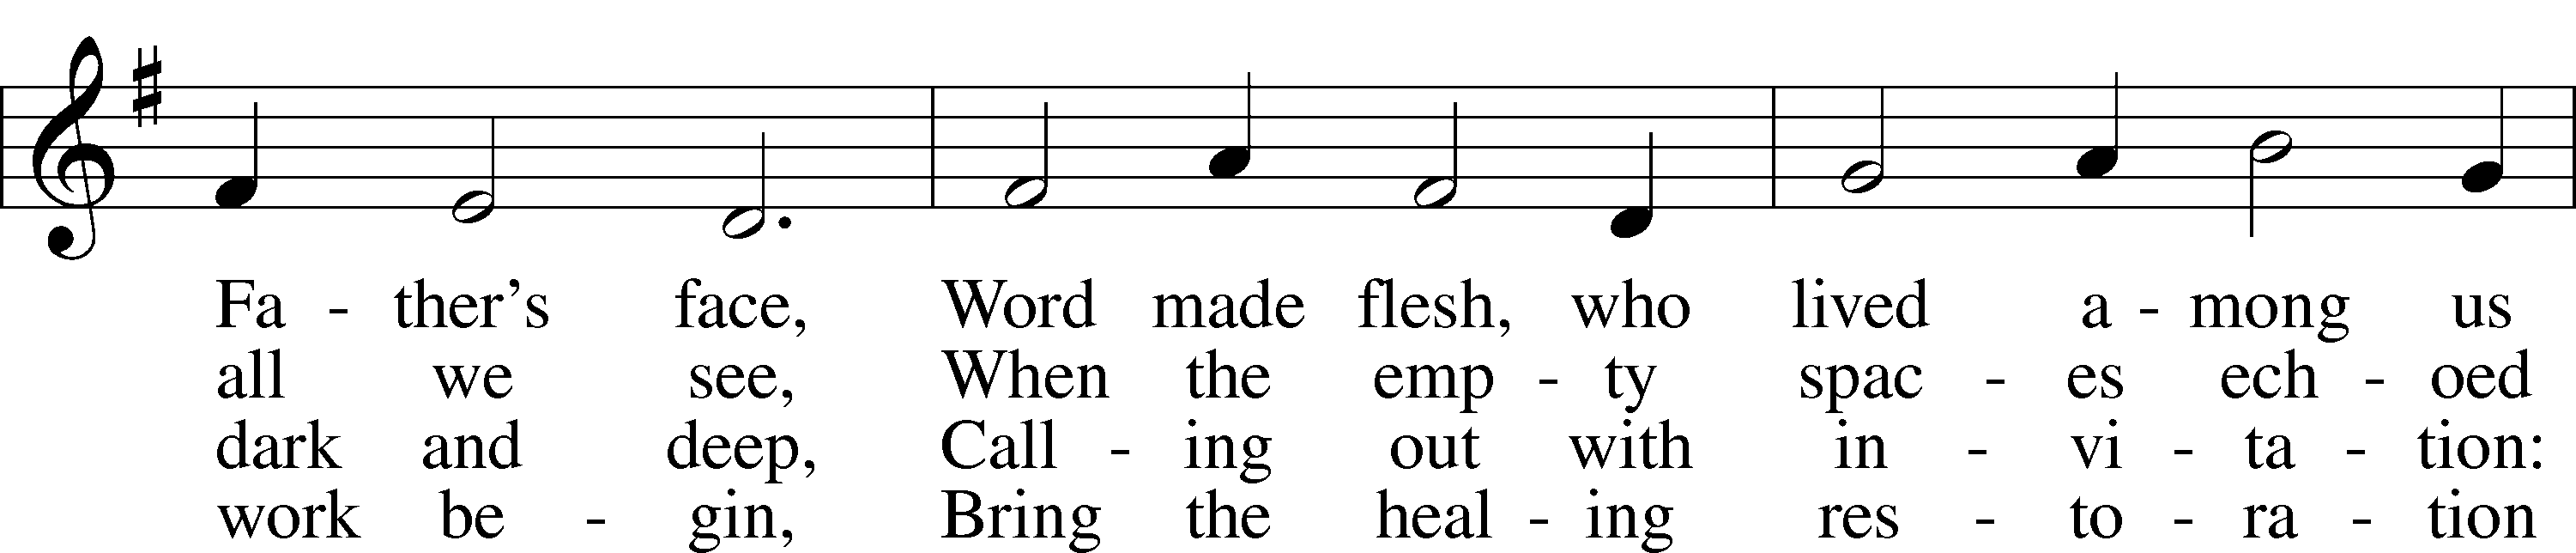 Fa - ther's face, Word made flesh, who lived a - mong us
all we see, When the emp - ty spac - es ech - oed
dark and deep, Call - ing out with in - vi - ta - tion:
work be - gin, Bring the heal - ing res - to - ra - tion